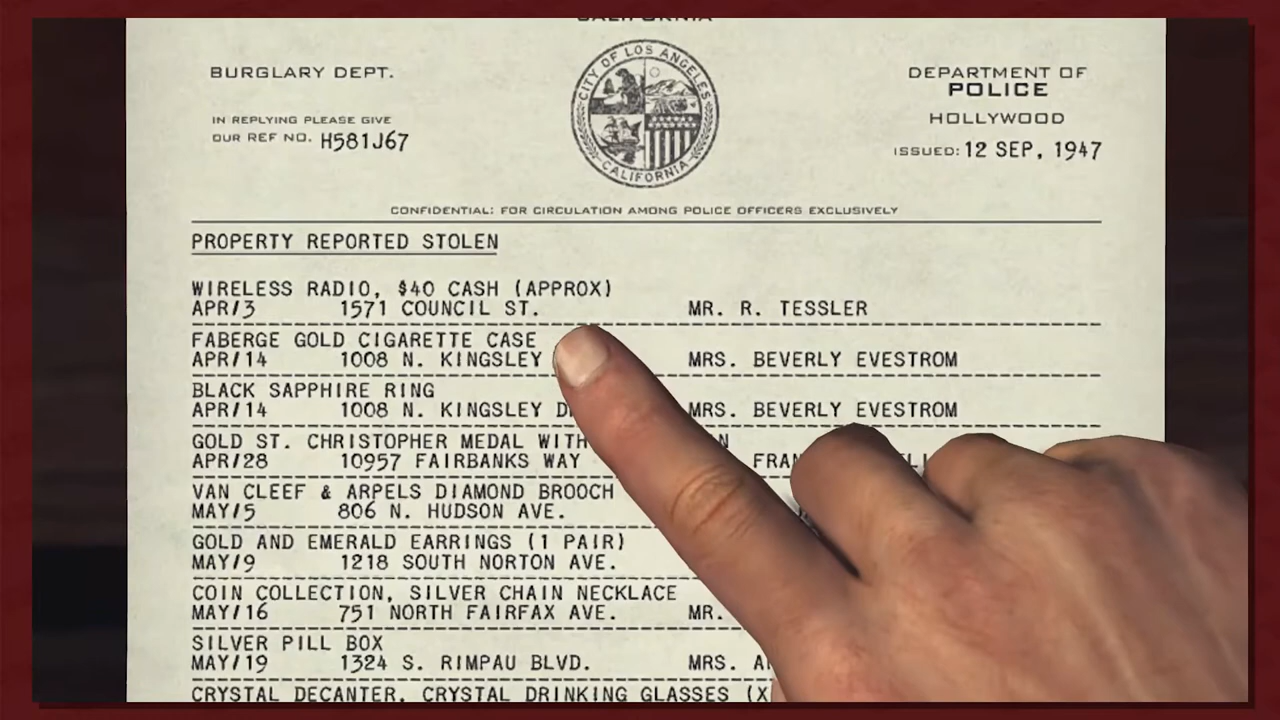 BURGLARY DEPT.
IN REPLYING PLEASE GIVE
OUR REF NO. H581J67
CITY OF LOS ANGELES
CALIFORNIA
DEPARTMENT OF
POLICE
HOLLYWOOD
ISSUED: 12 SEP, 1947
CONFIDENTIAL: FOR CIRCULATION AMONG POLICE OFFICERS EXCLUSIVELY
PROPERTY REPORTED STOLEN
WIRELESS RADIO, $40 CASH (APPROX)
APR/3 1571 COUNCIL ST. MR. R. TESSLER
FABERGE GOLD CIGARETTE CASE
APR/14 1008 N. KINGSLEY MRS. BEVERLY EVESTROM
BLACK SAPPHIRE RING
APR/14 1008 N. KINGSLEY MRS. BEVERLY EVESTROM
GOLD ST. CHRISTOPHER MEDAL WITH
APR/28 10957 FAIRBANKS WAY
VAN CLEEF & ARPELS DIAMOND BROOCH
MAY/5 806 N. HUDSON AVE.
GOLD AND EMERALD EARRINGS (1 PAIR)
MAY/9 1218 SOUTH NORTON AVE.
COIN COLLECTION, SILVER CHAIN NECKLACE
MAY/16 751 NORTH FAIRFAX AVE. MR.
SILVER PILL BOX
MAY/19 1324 S. RIMPAU BLVD. MRS.
CRYSTAL DECANTER, CRYSTAL DRINKING GLASSES